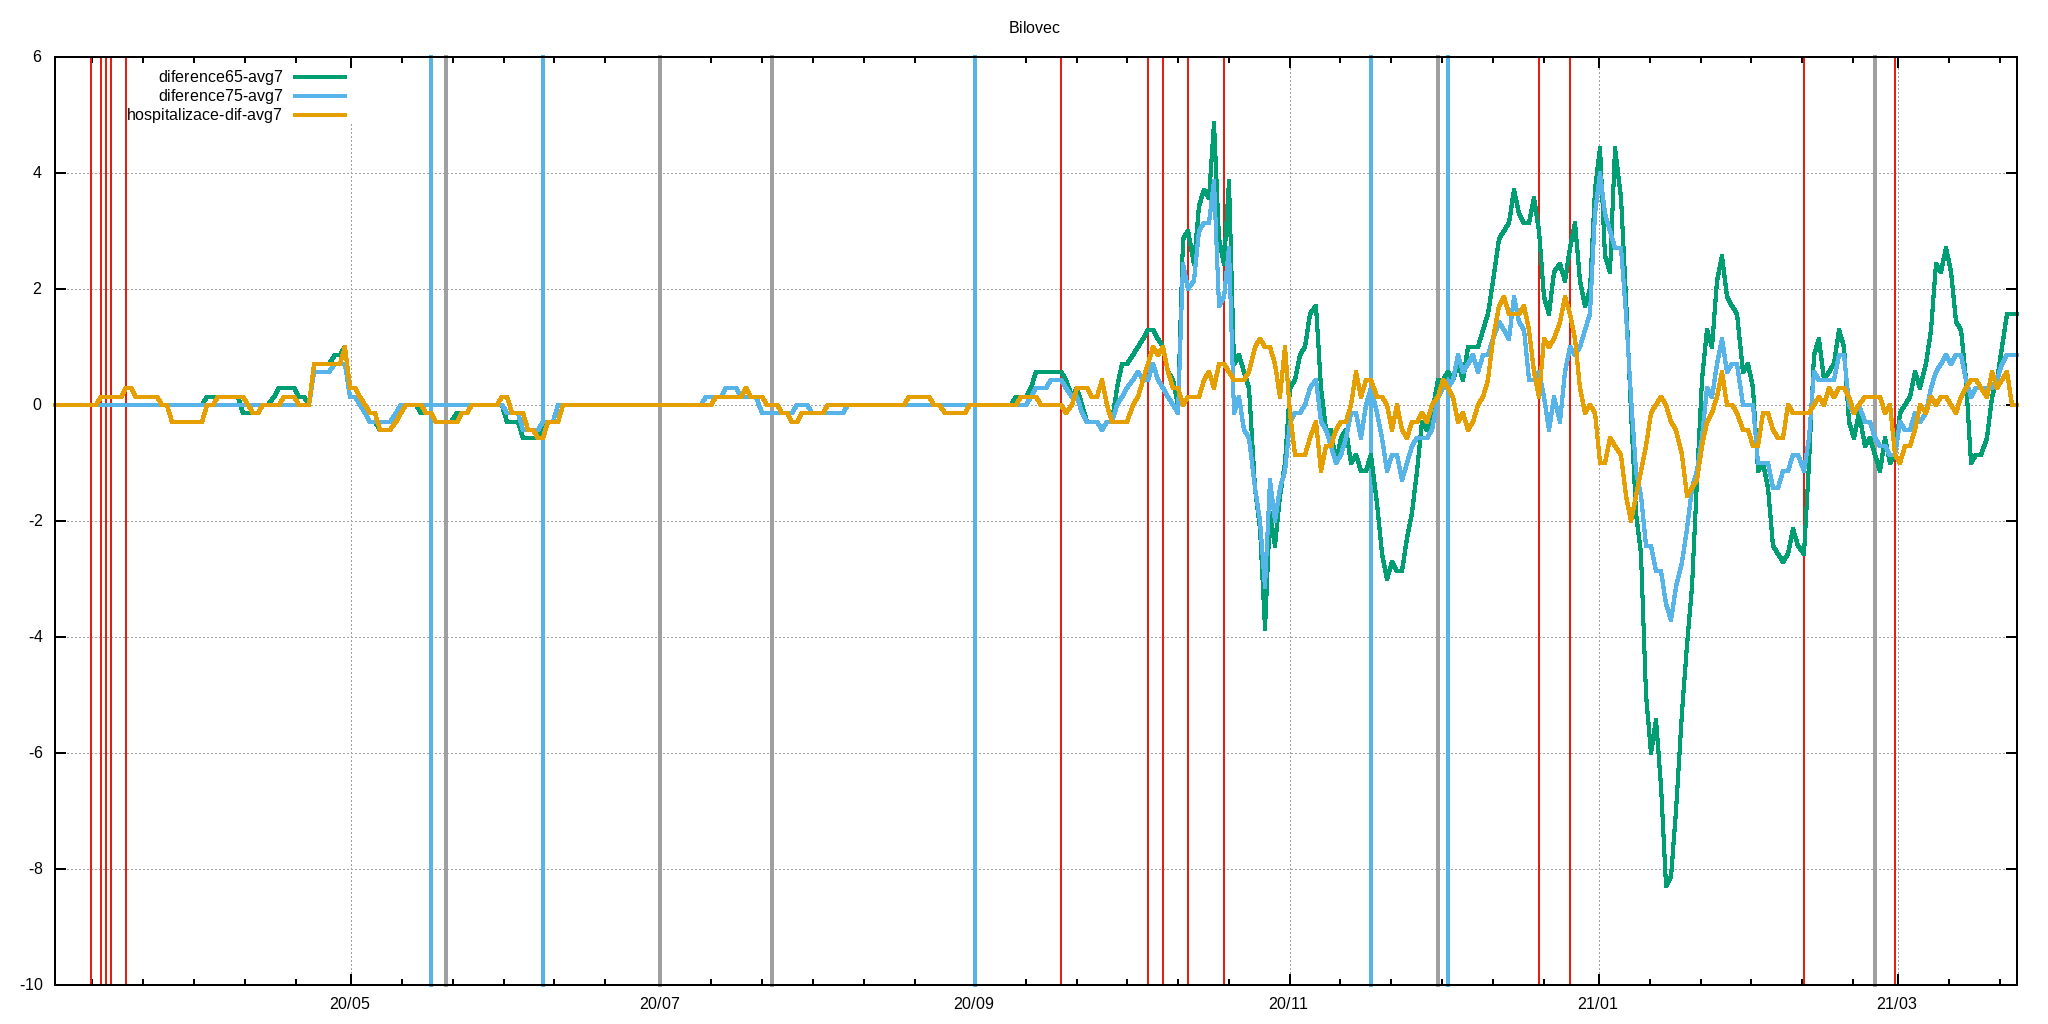 Bilovec
diference65-avg7
diference75-avg7
hospitalizace-dif-avg7
6
4
2
0
-2
-4
-6
-8
-10
20/05 20/07 20/09 20/11 21/01 21/03